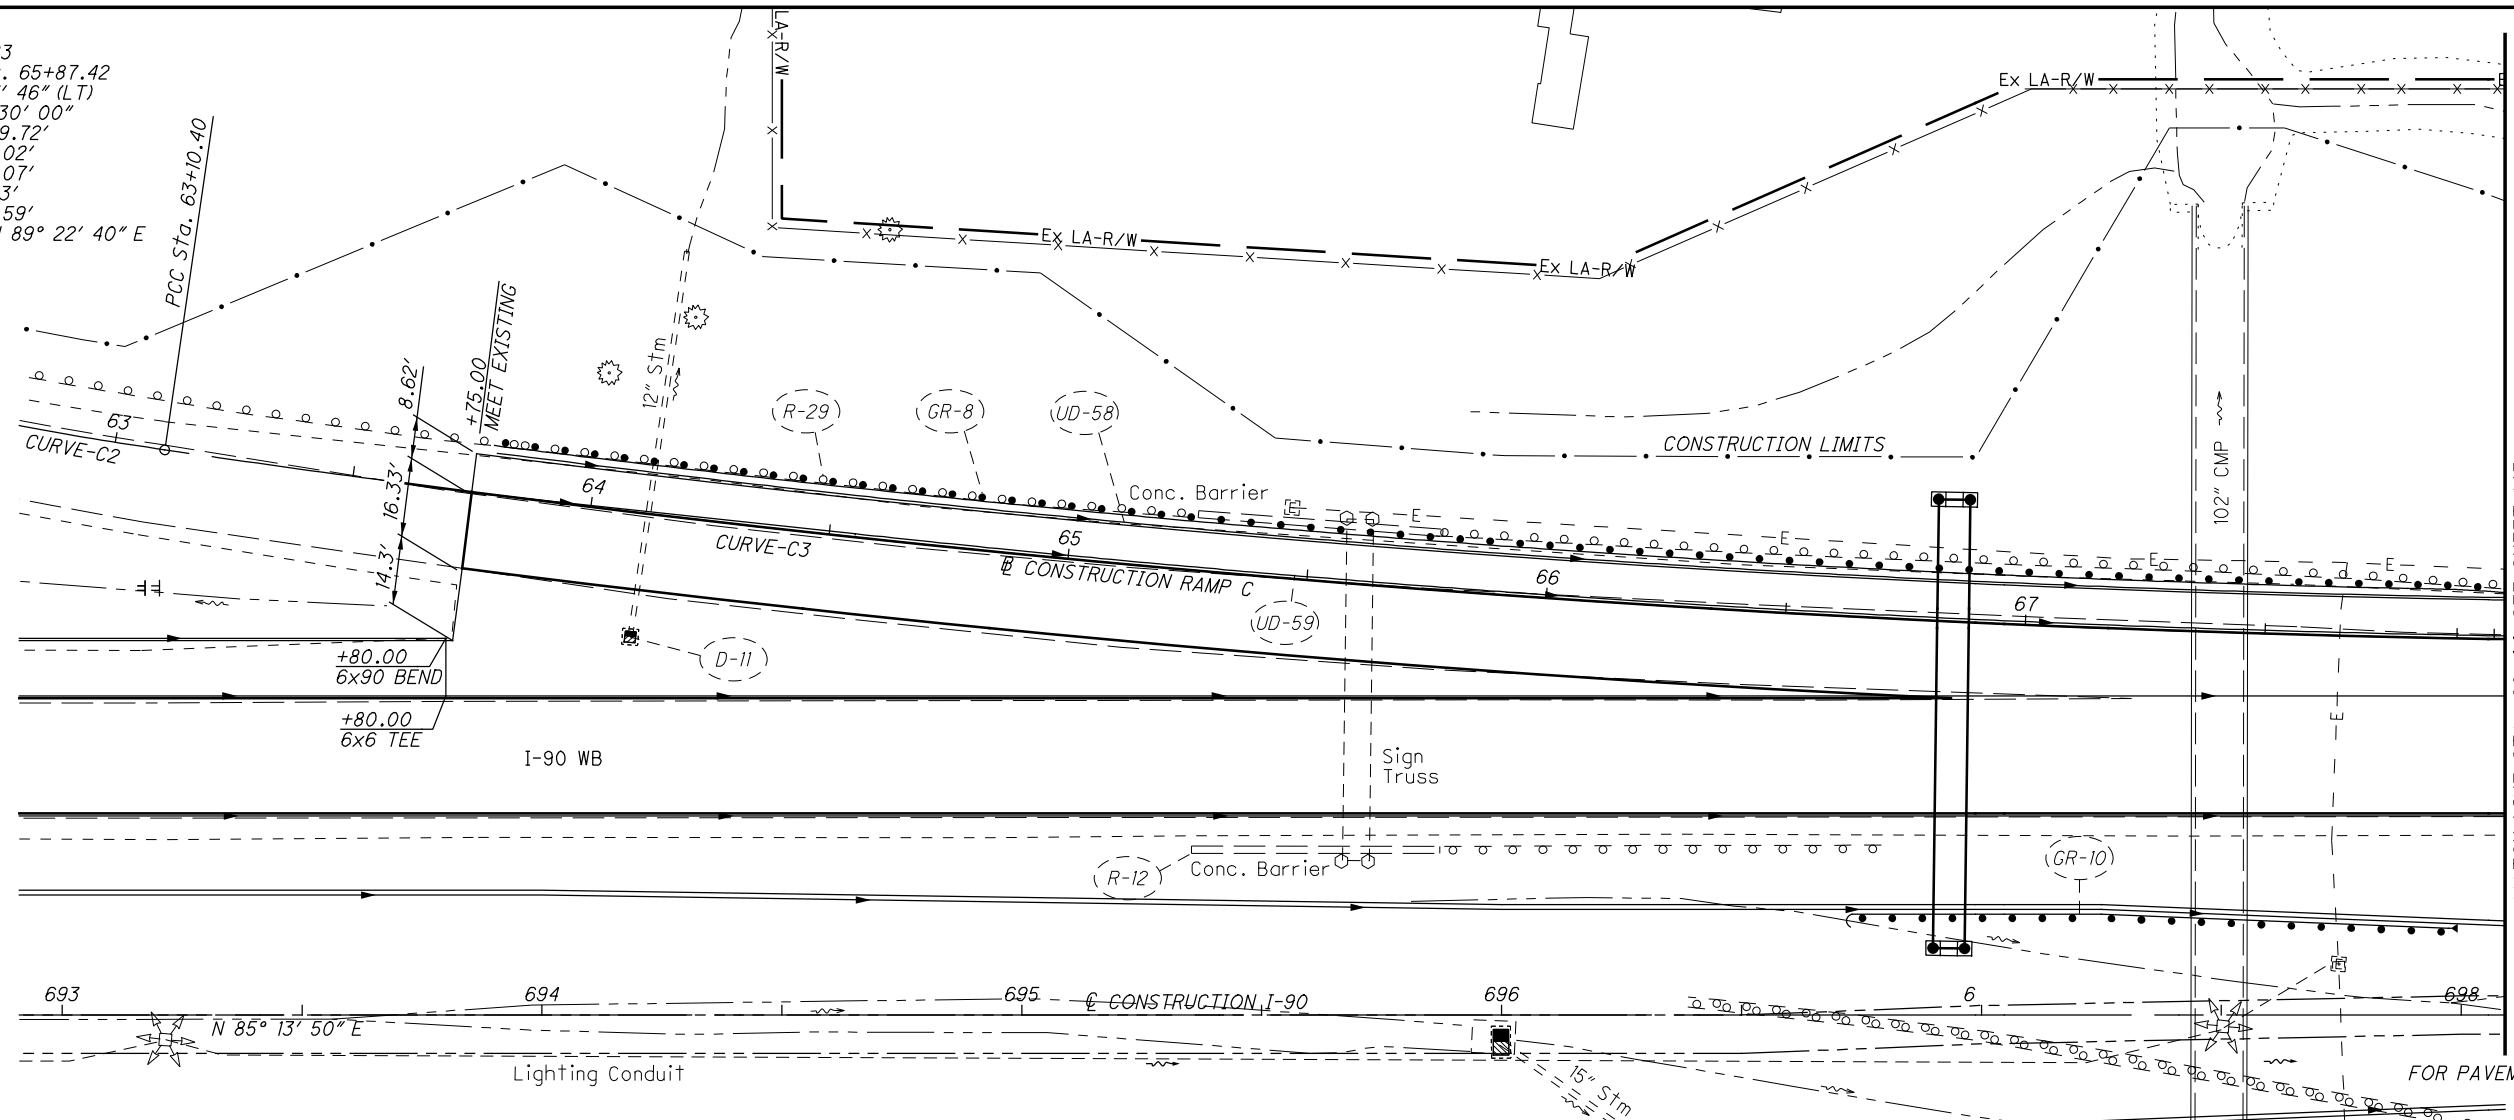 3
. 65+87.42
' 46" (LT)
30' 00"
9.72'
02'
07'
3'
59'
89° 22' 40" E
PCC Sta. 63+10.40
LA-R/W
Ex LA-R/W
Ex LA-R/W
Ex LA-R/W
E
8.62'
16.33'
14.3'
+75.00
MEET EXISTING
12" Stm
R-29
GR-8
UD-58
CONSTRUCTION LIMITS
102" CMP
63
CURVE-C2
64
CURVE-C3
Conc. Barrier
E
E
E
E
65
℄ CONSTRUCTION RAMP C
66
67
UD-59
D-11
+80.00
6x90 BEND
+80.00
6x6 TEE
I-90 WB
Sign
Truss
E
R-12
Conc. Barrier
GR-10
693
694
695
℄ CONSTRUCTION I-90
696
6
698
N 85° 13' 50" E
Lighting Conduit
15" Stm
FOR PAVEM